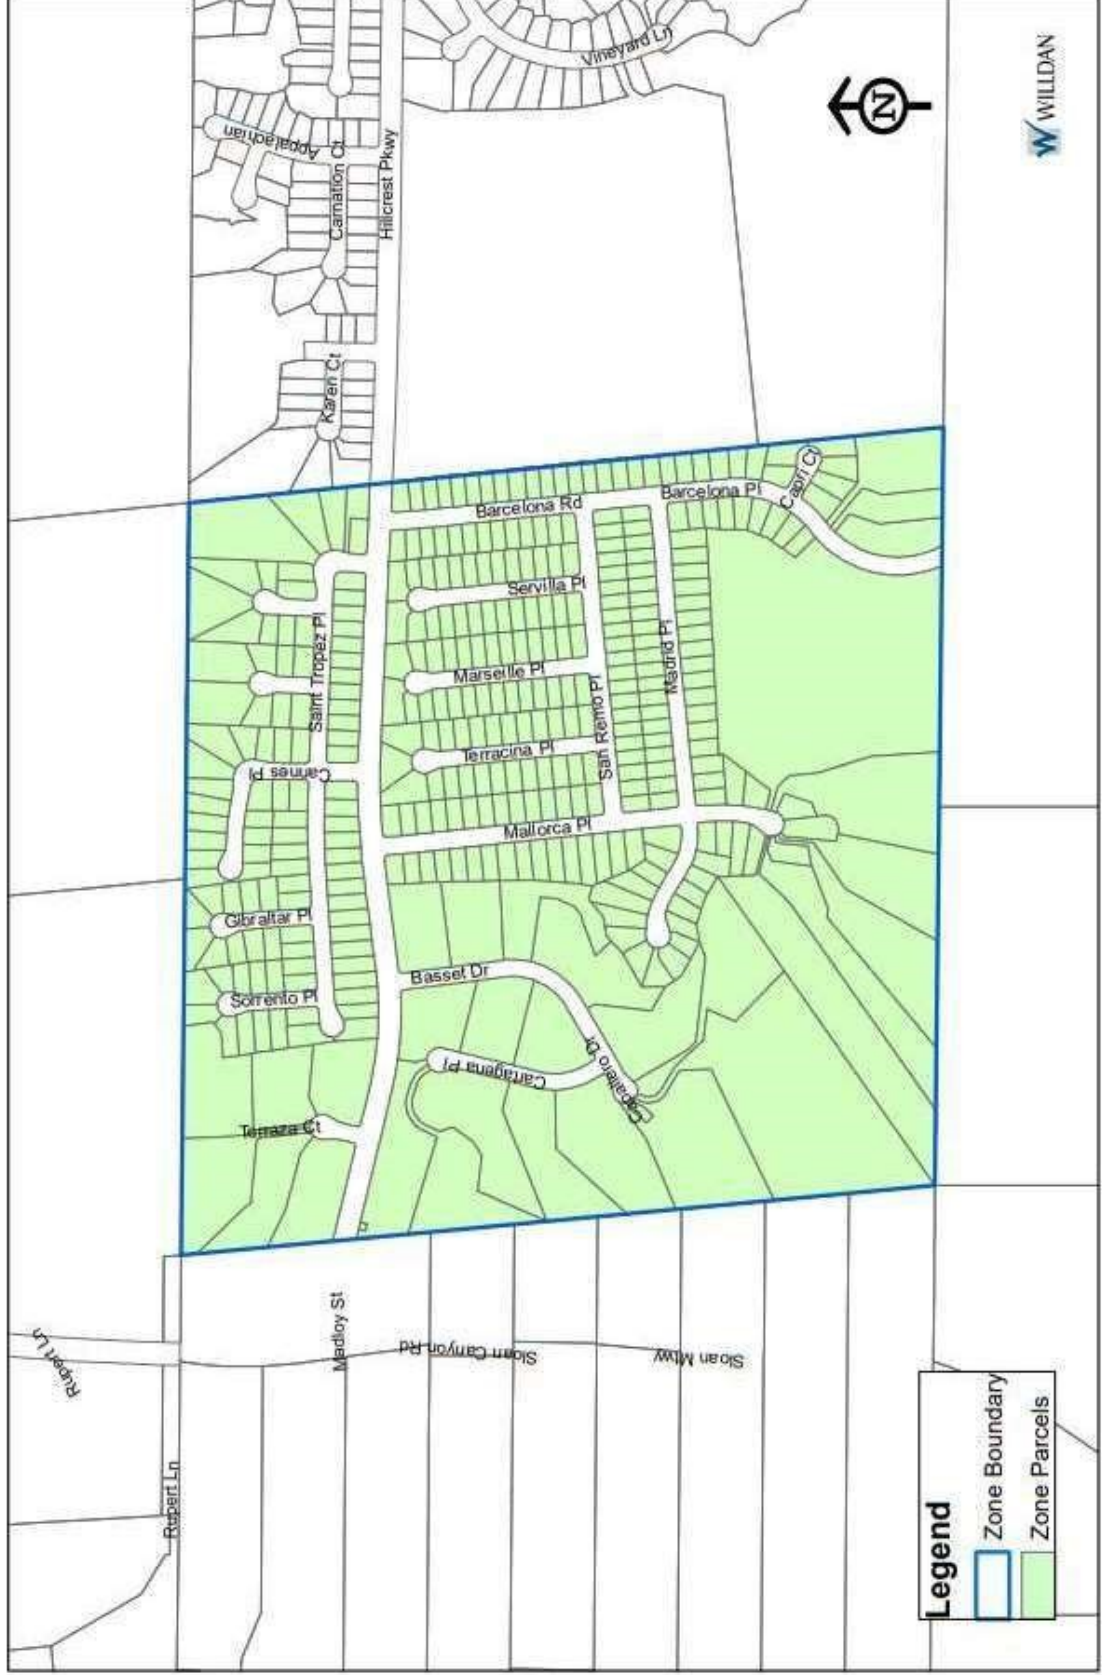 Vineyard Ln
Appalachian
Carnation Ct
Hillcrest Pkwy
N
WILLDAN
Karen Ct
Barcelona Rd
Barcelona Pl
Capri Ct
Servilla Pl
Saint Tropez Pl
Marseille Pl
Madrid Pl
San Remo Pl
Terracina Pl
Cannes Pl
Mallorca Pl
Gibraltar Pl
Sorrento Pl
Basset Dr
Cartagena Pl
Capaltero Dr
Terraza Ct
Rupert Ln
Madloy St
Sloan Canyon Rd
Sloan Mtwy
Rupert Ln
Legend
Zone Boundary
Zone Parcels